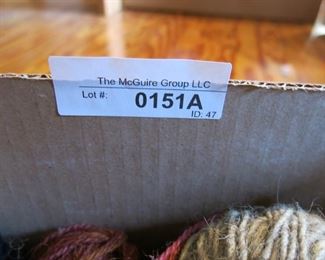 The McGuire Group LLC
Lot #: 0151A
ID: 47